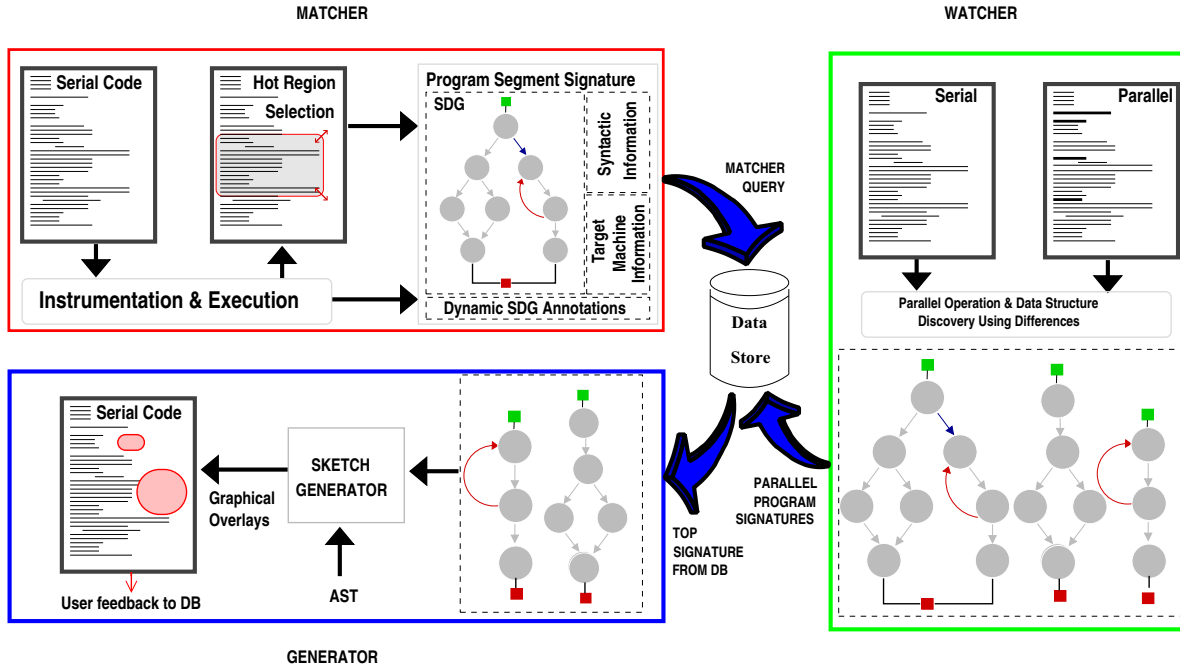 MATCHER
WATCHER
Serial Code
Hot Region
Selection
Program Segment Signature
SDG
Syntactic
Information
Target
Machine
Information
Dynamic SDG Annotations
Instrumentation & Execution
MATCHER
QUERY
Data
Store
Serial
Parallel
Parallel Operation & Data Structure
Discovery Using Differences
PARALLEL
PROGRAM
SIGNATURES
TOP
SIGNATURE
FROM DB
Serial Code
Graphical
Overlays
SKETCH
GENERATOR
AST
User feedback to DB
GENERATOR